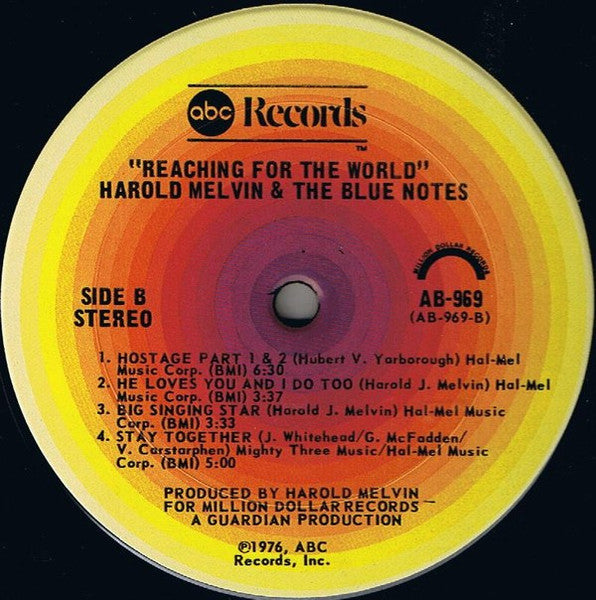 abc Records
TM
"REACHING FOR THE WORLD"
HAROLD MELVIN & THE BLUE NOTES
MILLION DOLLAR RECORDS
SIDE B
STEREO
AB-969
(AB-969-B)
1. HOSTAGE PART 1 & 2 (Hubert V. Yarborough) Hal-Mel
Music Corp. (BMI) 6:30
2. HE LOVES YOU AND I DO TOO (Harold J. Melvin) Hal-Mel
Music Corp. (BMI) 3:37
3. BIG SINGING STAR (Harold J. Melvin) Hal-Mel Music
Corp. (BMI) 3:33
4. STAY TOGETHER (J. Whitehead/G. McFadden/
V. Carstarphen) Mighty Three Music/Hal-Mel Music
Corp. (BMI) 5:00
PRODUCED BY HAROLD MELVIN
FOR MILLION DOLLAR RECORDS
A GUARDIAN PRODUCTION
℗1976, ABC
Records, Inc.